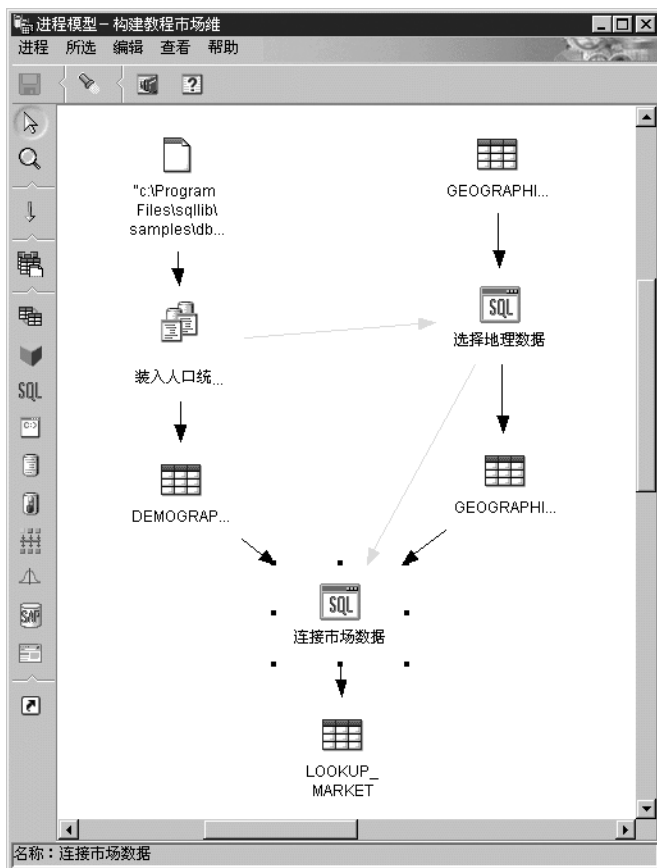 进程模型 - 构建教程市场维
进程 所选 编辑 查看 帮助
"c:\Program
Files\sqllib\
samples\db...
GEOGRAPHI...
SQL
选择地理数据
装入人口统...
SQL
C:>
DEMOGRAP...
GEOGRAPHI...
SQL
连接市场数据
SAP
LOOKUP_
MARKET
名称：连接市场数据